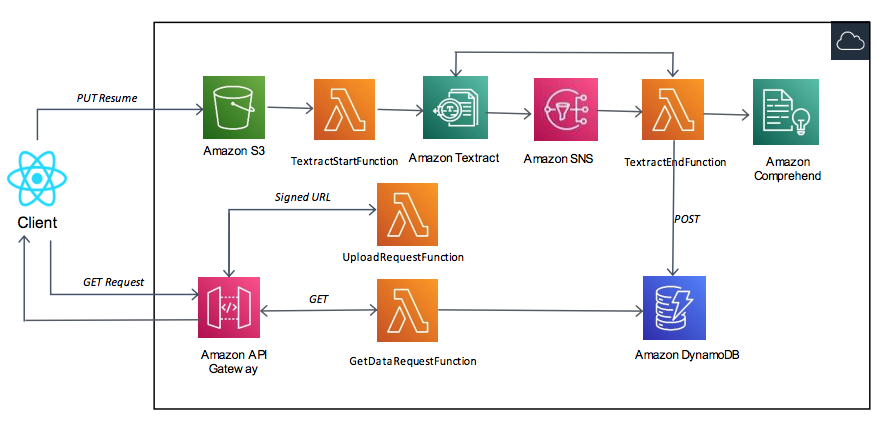 PUT Resume
Amazon S3
TextractStartFunction
Amazon Textract
Amazon SNS
TextractEndFunction
Amazon
Comprehend
Client
Signed URL
UploadRequestFunction
POST
GET Request
GET
Amazon API
Gateway
GetDataRequestFunction
Amazon DynamoDB